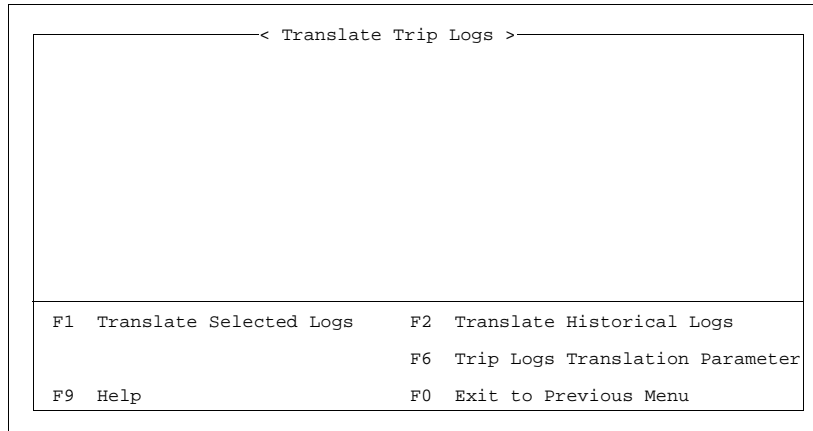 < Translate Trip Logs >
F1 Translate Selected Logs F2 Translate Historical Logs
F6 Trip Logs Translation Parameter
F9 Help F0 Exit to Previous Menu